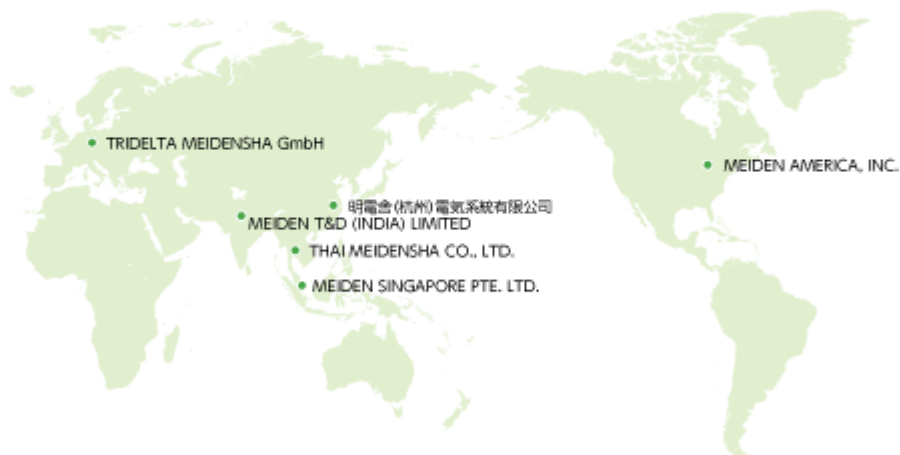 TRIDELTA MEIDENSHA GmbH
MEIDEN AMERICA, INC.
明電舎(杭州)電気系統有限公司
MEIDEN T&D (INDIA) LIMITED
THAI MEIDENSHA CO., LTD.
MEIDEN SINGAPORE PTE. LTD.